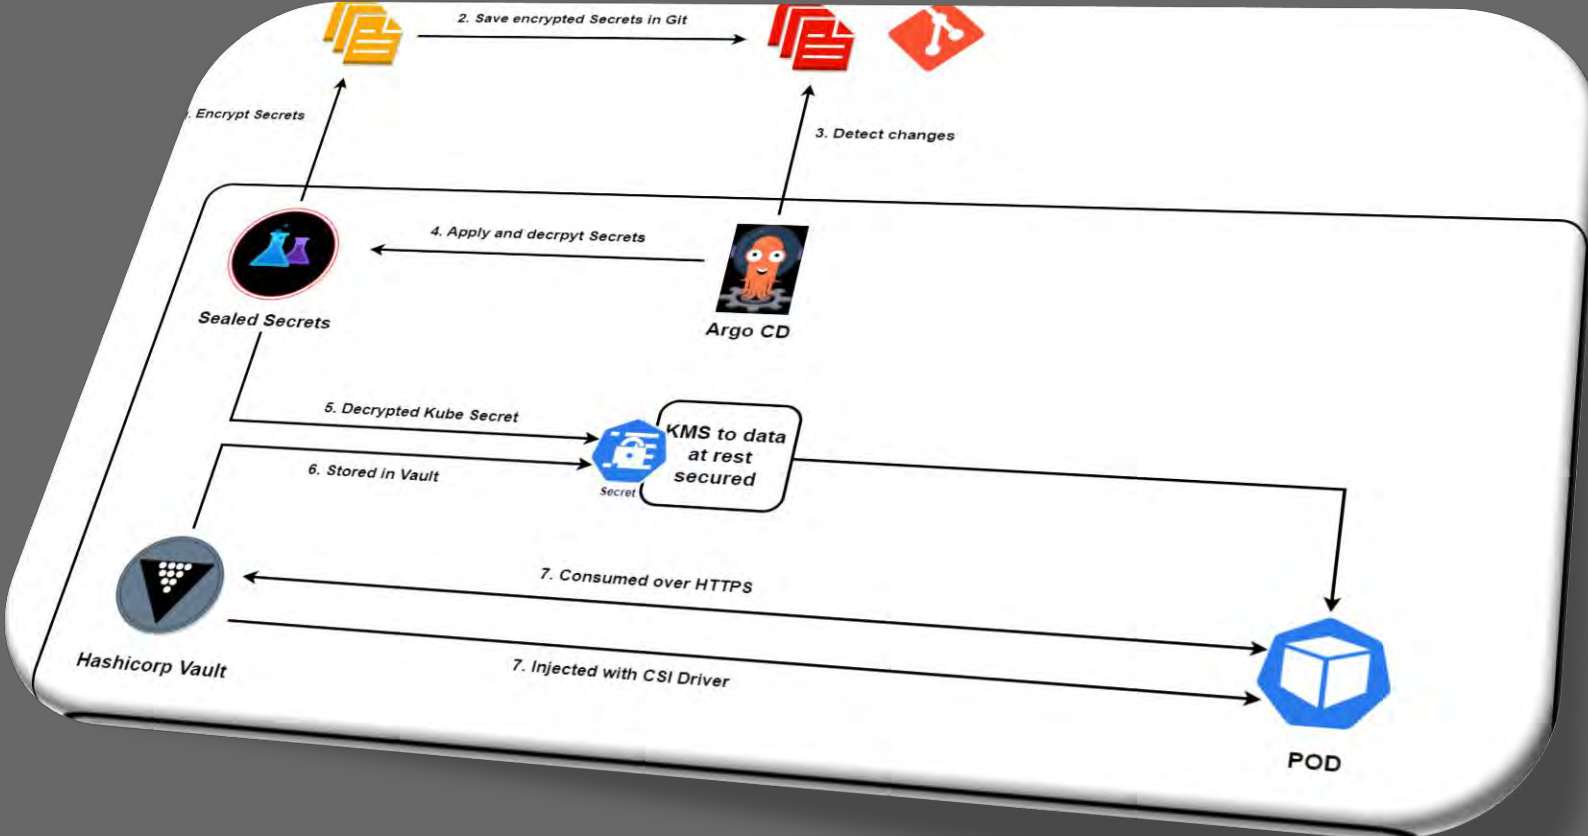 2. Save encrypted Secrets in Git
. Encrypt Secrets
3. Detect changes
4. Apply and decrpyt Secrets
Sealed Secrets
Argo CD
5. Decrypted Kube Secret
KMS to data
at rest
secured
6. Stored in Vault
Secret
7. Consumed over HTTPS
Hashicorp Vault
7. Injected with CSI Driver
POD